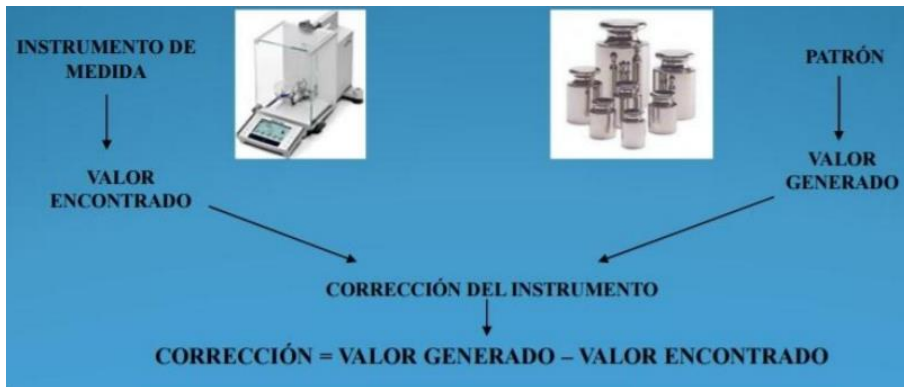 INSTRUMENTO DE
MEDIDA
PATRÓN
VALOR
ENCONTRADO
VALOR
GENERADO
CORRECCIÓN DEL INSTRUMENTO
CORRECCIÓN = VALOR GENERADO – VALOR ENCONTRADO